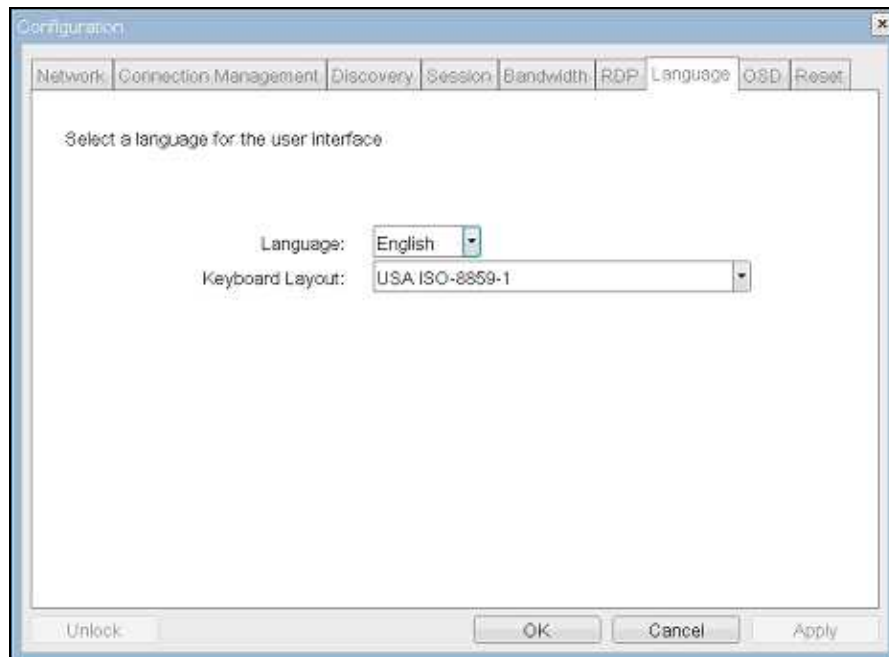 Configuration
Network Connection Management Discovery Session Bandwidth RDP Language OSD Reset
Select a language for the user interface
Language: English
Keyboard Layout: USA ISO-8859-1
Unlock OK Cancel Apply